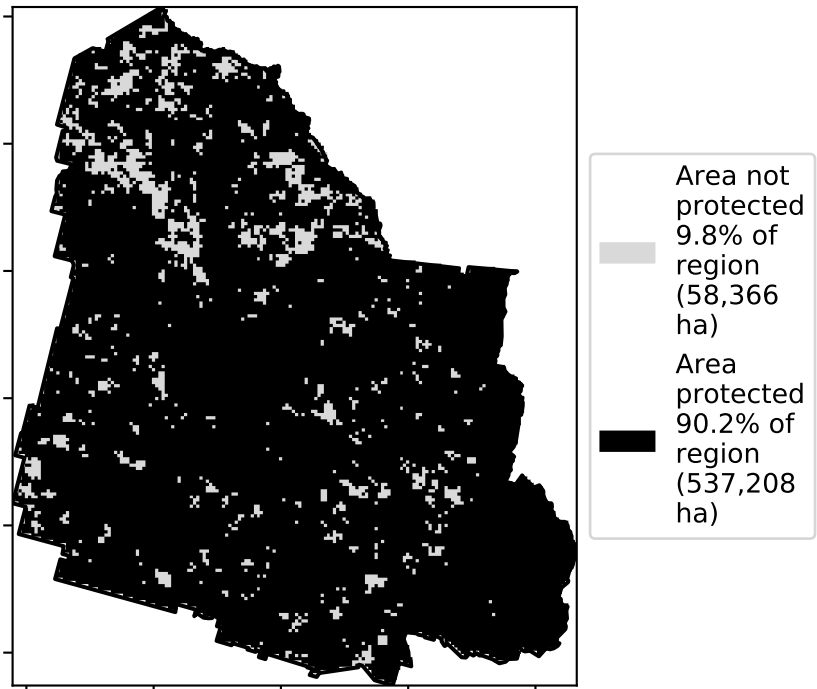 Area not
protected
9.8% of
region
(58,366
ha)
Area
protected
90.2% of
region
(537,208
ha)